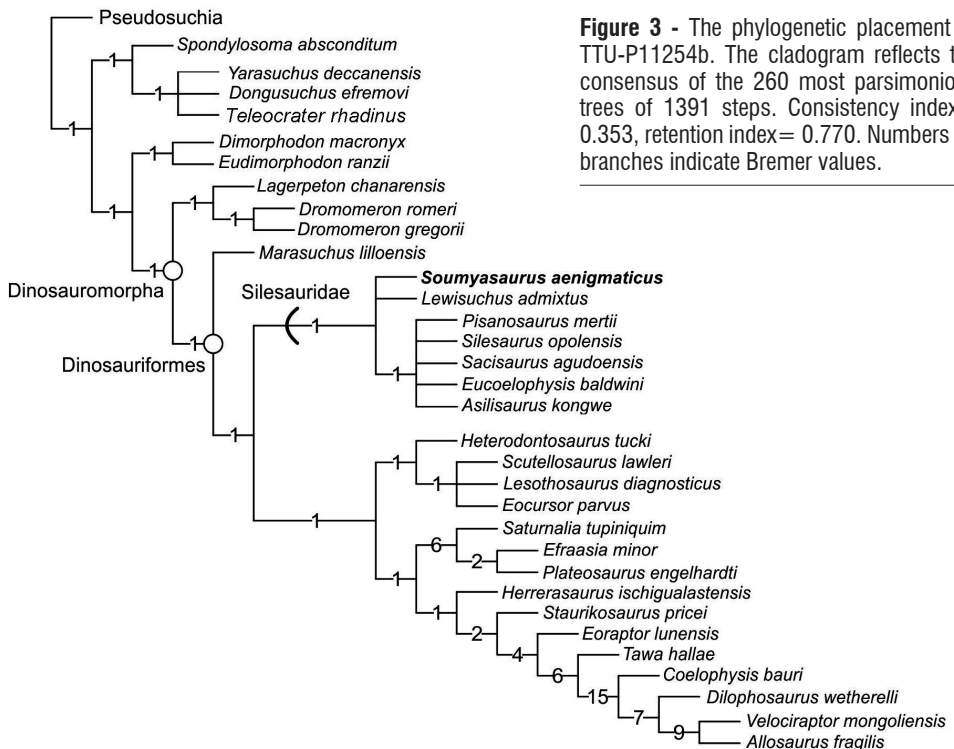 Pseudosuchia
Figure 3 - The phylogenetic placement
TTU-P11254b. The cladogram reflects t
consensus of the 260 most parsimonio
trees of 1391 steps. Consistency index
0.353, retention index= 0.770. Numbers
branches indicate Bremer values.
Spondylosoma absconditum
1
Yarasuchus deccanensis
1
Dongusuchus efremovi
Teleocrater rhadinus
Dimorphodon macronyx
1
Eudimorphodon ranzii
Lagerpeton chanarensis
1
Dromomeron romeri
1
1
Dromomeron gregorii
Marasuchus lilloensis
1
Dinosauromorpha
Soumyasaurus aenigmaticus
Silesauridae
Lewisuchus admixtus
Pisanosaurus mertii
1
Silesaurus opolensis
1
Dinosauriformes
Sacisaurus agudoensis
1
Eucoelophysis baldwini
Asilisaurus kongwe
1
Heterodontosaurus tucki
1
Scutellosaurus lawleri
Lesothosaurus diagnosticus
1
Eocursor parvus
1
Saturnalia tupiniquim
6
Efraasia minor
2
Plateosaurus engelhardti
1
Herrerasaurus ischigualastensis
1
Staurikosaurus pricei
2
Eoraptor lunensis
4
Tawa hallae
6
Coelophysis bauri
15
Dilophosaurus wetherelli
7
Velociraptor mongoliensis
9
Allosaurus fragilis